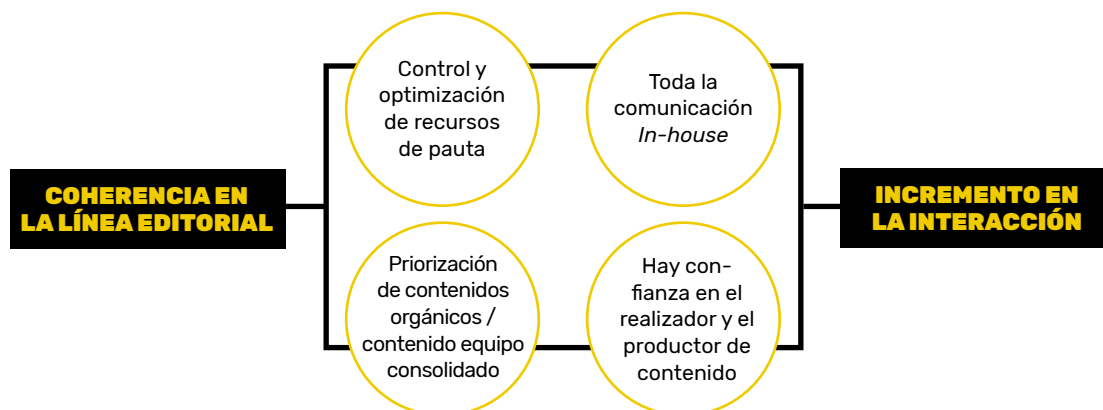 COHERENCIA EN
LA LÍNEA EDITORIAL
Control y
optimización
de recursos
de pauta
Toda la
comunicación
In-house
Priorización
de contenidos
orgánicos /
contenido equipo
consolidado
Hay con-
fianza en el
realizador y el
productor de
contenido
INCREMENTO EN
LA INTERACCIÓN